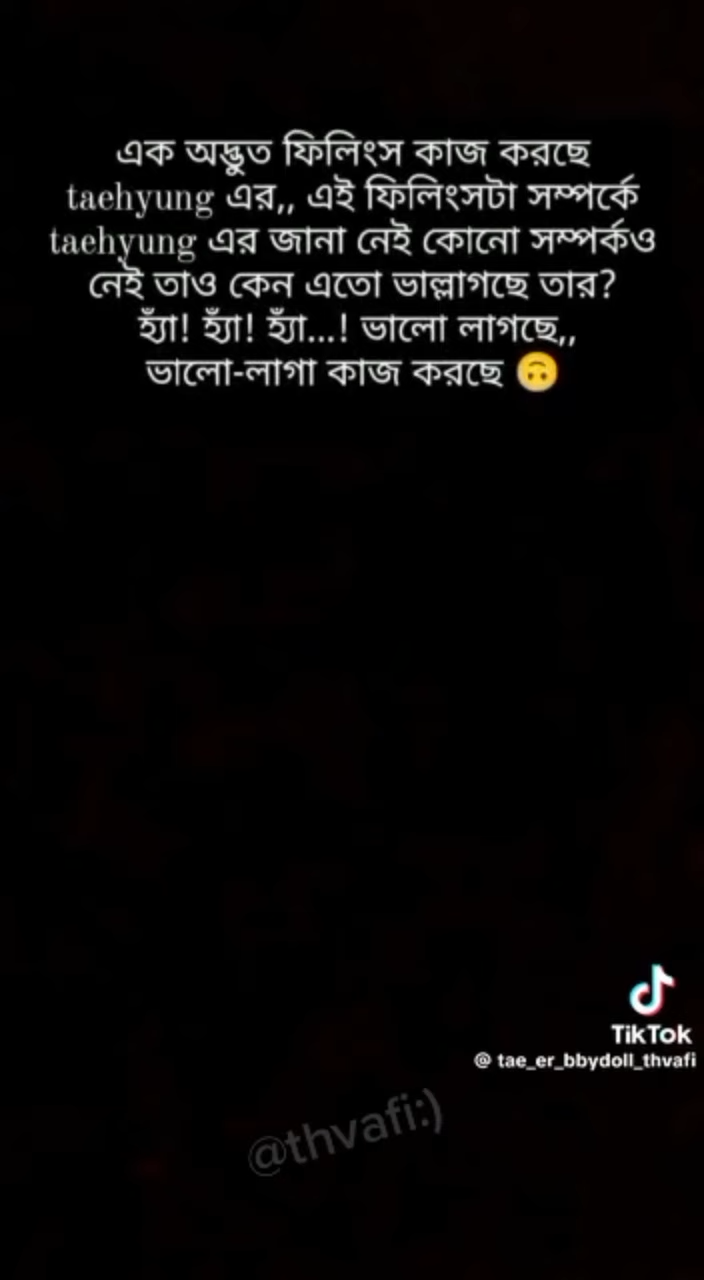 এক অদ্ভুত ফিলিংস কাজ করছে
taehyung এর,, এই ফিলিংসটা সম্পর্কে
taehyung এর জানা নেই কোনো সম্পর্কও
নেই তাও কেন এতো ভাল্লাগছে তার?
হ্যাঁ! হ্যাঁ! হ্যাঁ...! ভালো লাগছে,,
ভালো-লাগা কাজ করছে 🙃
TikTok
@ tae_er_bbydoll_thvafi
@thvafi:)